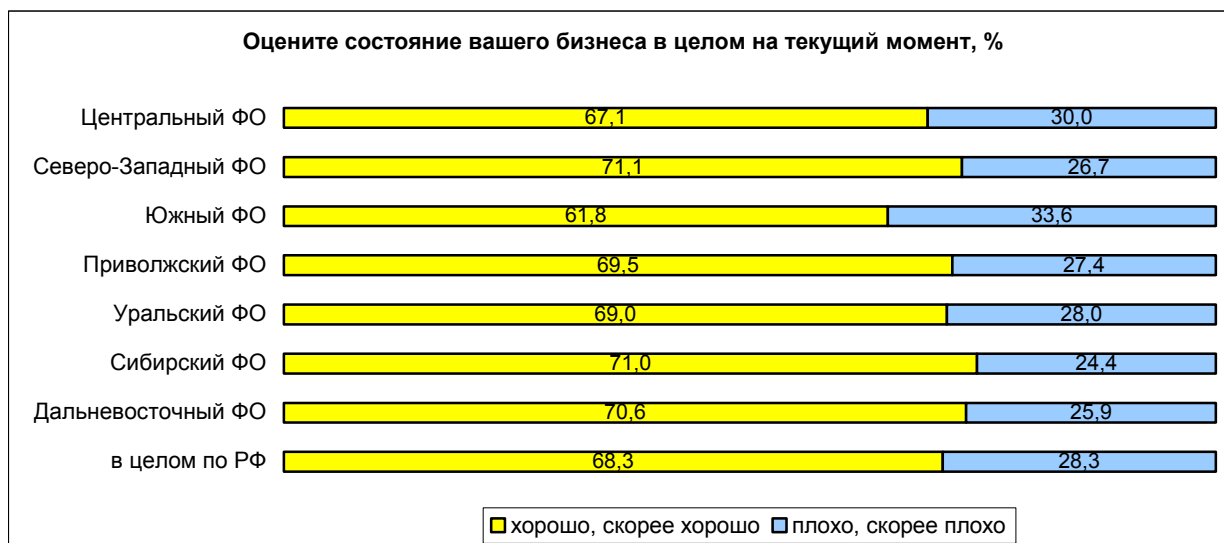 Оцените состояние вашего бизнеса в целом на текущий момент, %
Центральный ФО 67,1 30,0
Северо-Западный ФО 71,1 26,7
Южный ФО 61,8 33,6
Приволжский ФО 69,5 27,4
Уральский ФО 69,0 28,0
Сибирский ФО 71,0 24,4
Дальневосточный ФО 70,6 25,9
в целом по РФ 68,3 28,3
хорошо, скорее хорошо плохо, скорее плохо